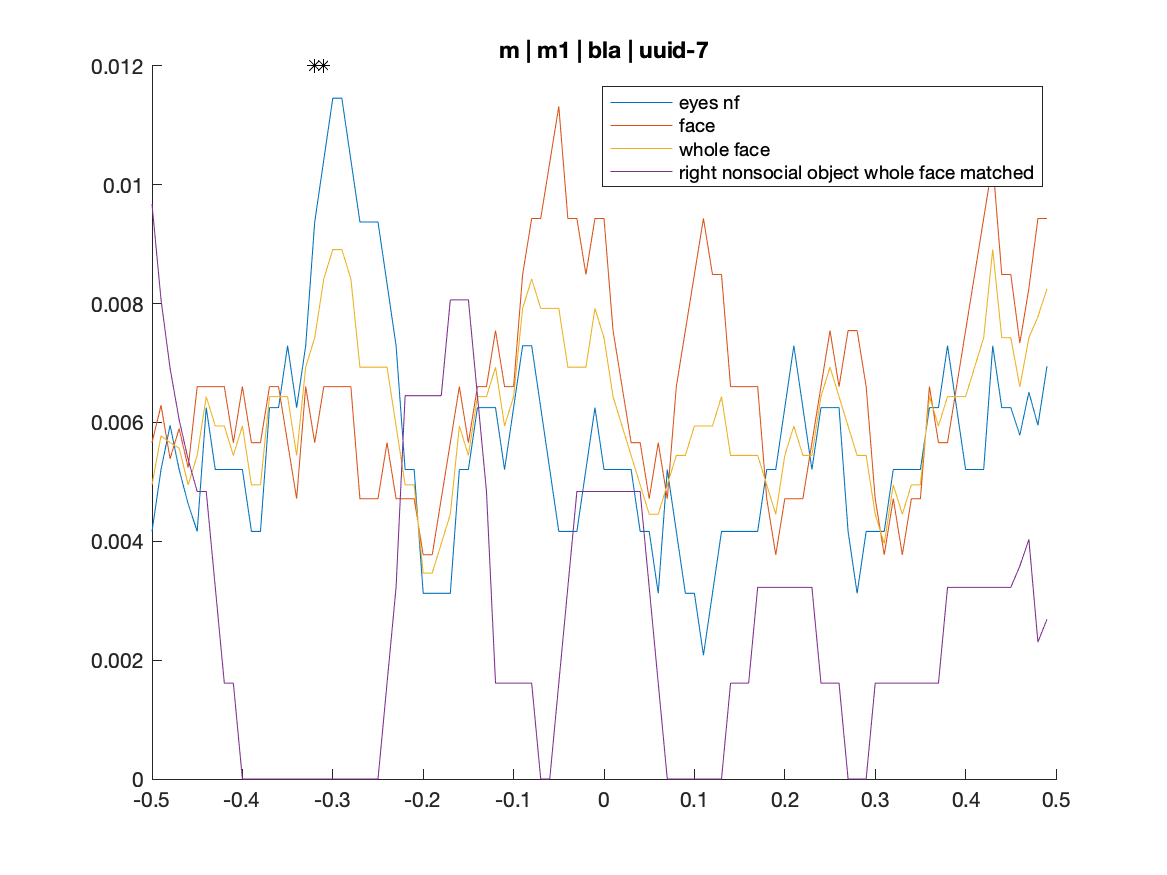 m | m1 | bla | uuid-7
0.012
**
eyes nf
face
whole face
right nonsocial object whole face matched
0.01
0.008
0.006
0.004
0.002
0
-0.5 -0.4 -0.3 -0.2 -0.1 0 0.1 0.2 0.3 0.4 0.5